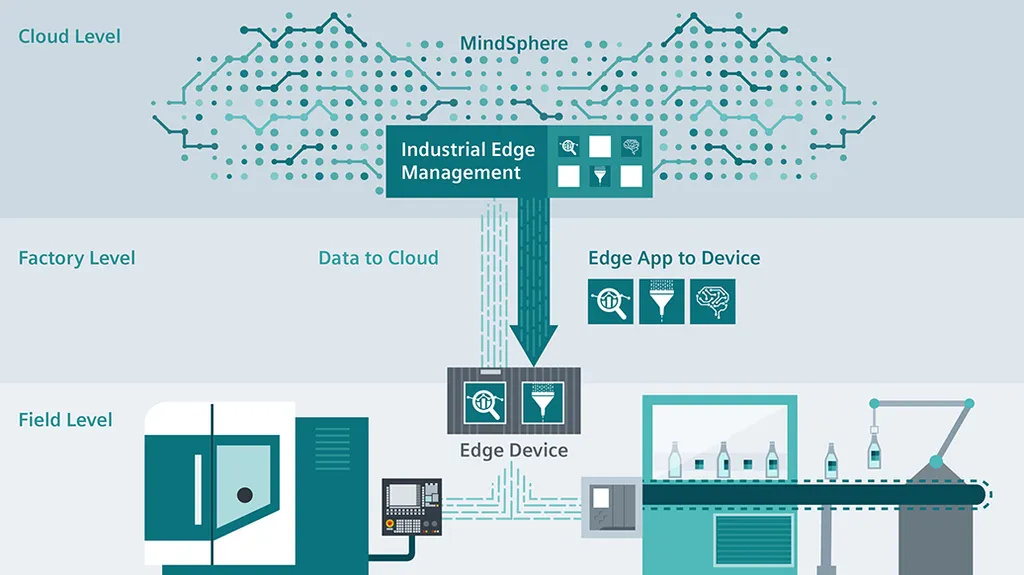 Cloud Level
MindSphere
Industrial Edge
Management
Factory Level
Data to Cloud
Edge App to Device
Field Level
Edge Device